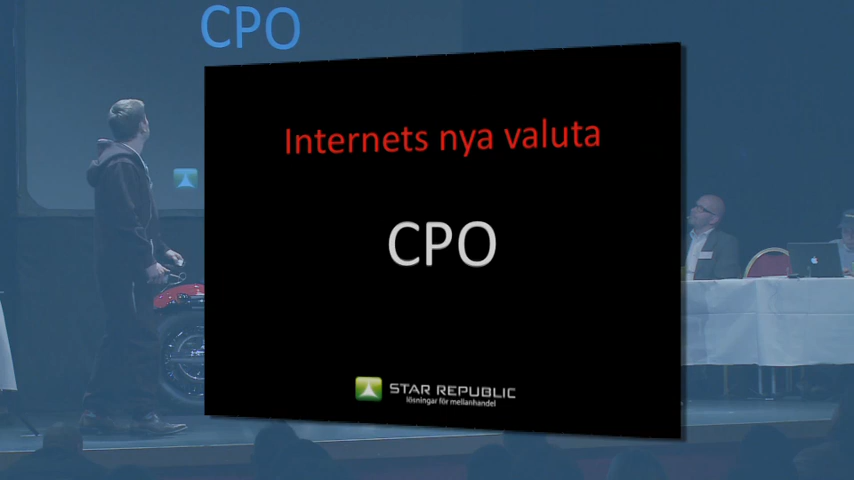 CPO
Internets nya valuta
CPO
STAR REPUBLIC
lösningar för mellanhandel